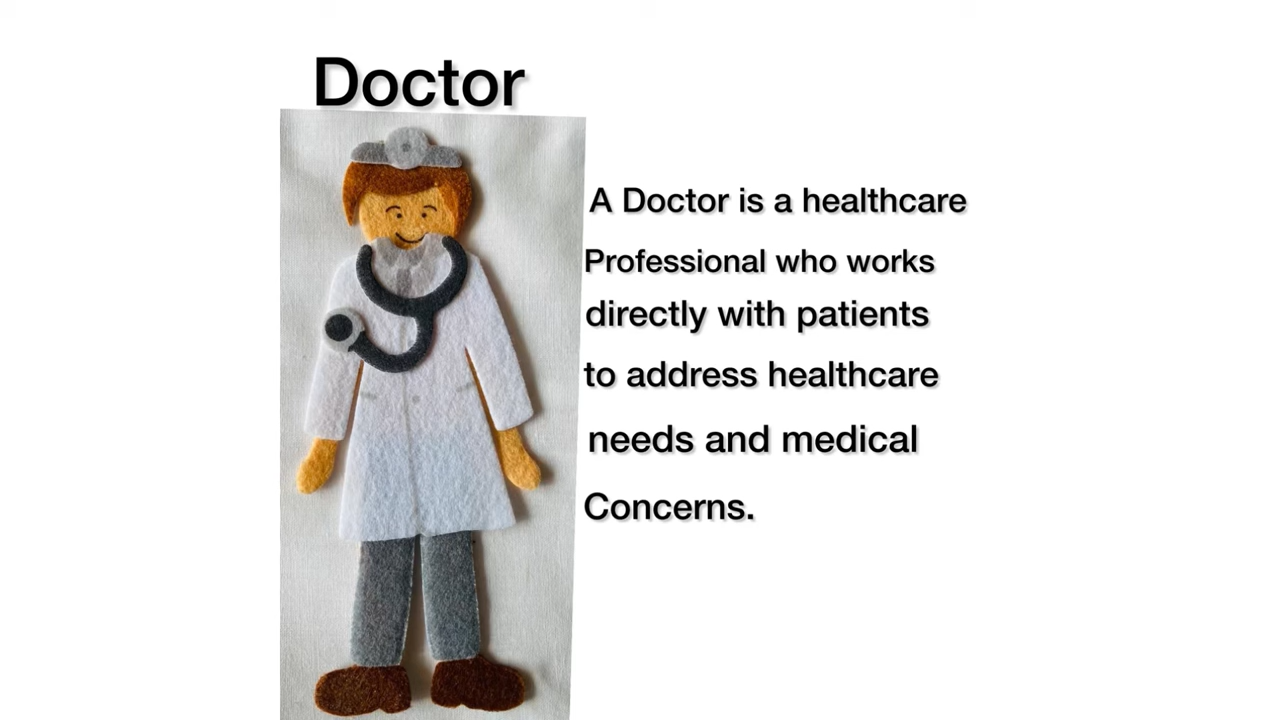 Doctor
A Doctor is a healthcare
Professional who works
directly with patients
to address healthcare
needs and medical
Concerns.